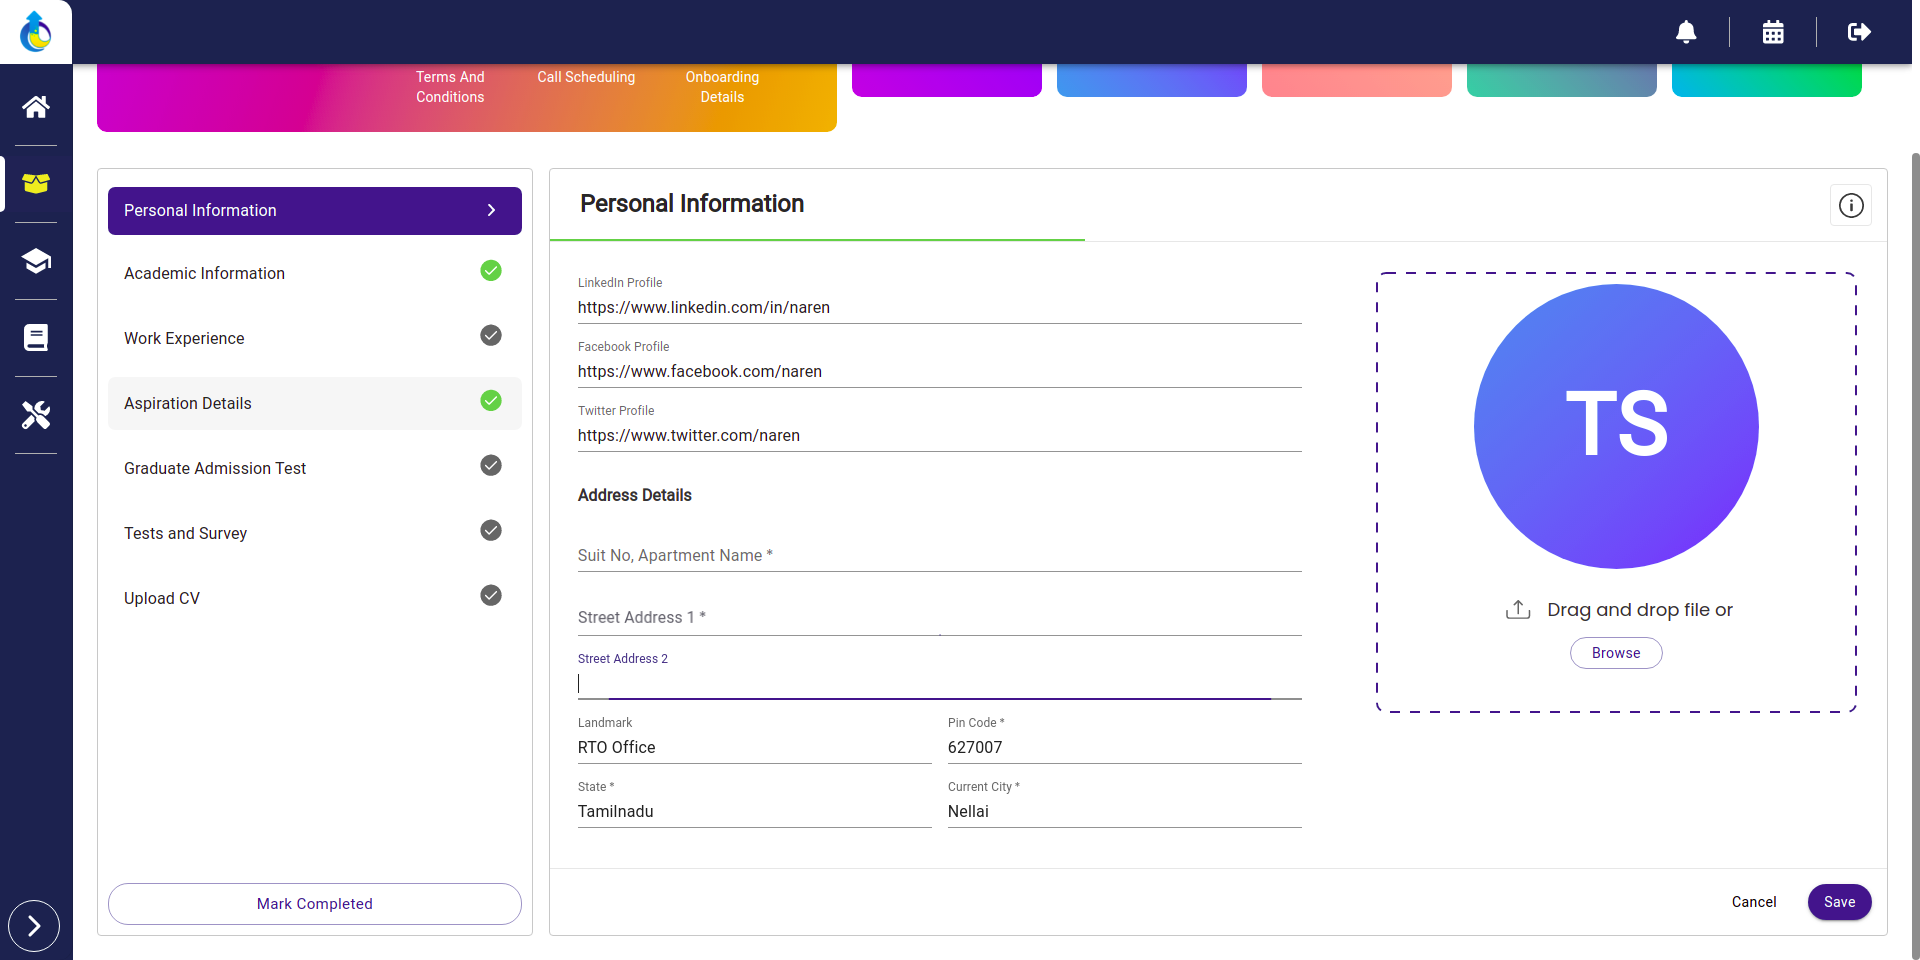 Terms And
Conditions
Call Scheduling
Onboarding
Details
Personal Information
Academic Information
Work Experience
Aspiration Details
Graduate Admission Test
Tests and Survey
Upload CV
Mark Completed
Personal Information
LinkedIn Profile
https://www.linkedin.com/in/naren
Facebook Profile
https://www.facebook.com/naren
Twitter Profile
https://www.twitter.com/naren
Address Details
Suit No, Apartment Name *
Street Address 1 *
Street Address 2
Landmark
RTO Office
Pin Code *
627007
State *
Tamilnadu
Current City *
Nellai
TS
Drag and drop file or
Browse
Cancel
Save